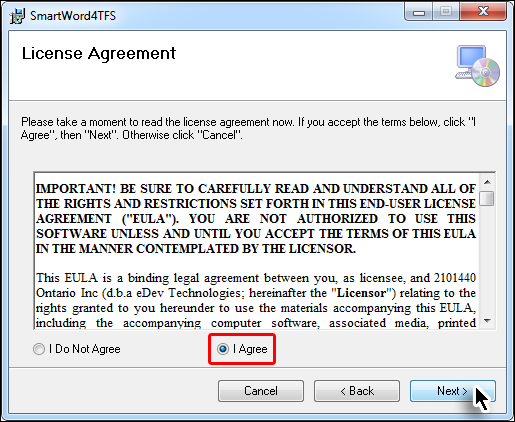 SmartWord4TFS
License Agreement
Please take a moment to read the license agreement now. If you accept the terms below, click "I
Agree", then "Next". Otherwise click "Cancel".
IMPORTANT! BE SURE TO CAREFULLY READ AND UNDERSTAND ALL OF
THE RIGHTS AND RESTRICTIONS SET FORTH IN THIS END-USER LICENSE
AGREEMENT ("EULA"). YOU ARE NOT AUTHORIZED TO USE THIS
SOFTWARE UNLESS AND UNTIL YOU ACCEPT THE TERMS OF THIS EULA
IN THE MANNER CONTEMPLATED BY THE LICENSOR.
This EULA is a binding legal agreement between you, as licensee, and 2101440
Ontario Inc (d.b.a eDev Technologies; hereinafter the "Licensor") relating to the
rights granted to you hereunder to use the materials accompanying this EULA,
including the accompanying computer software, associated media, printed
I Do Not Agree
I Agree
Cancel
< Back
Next >